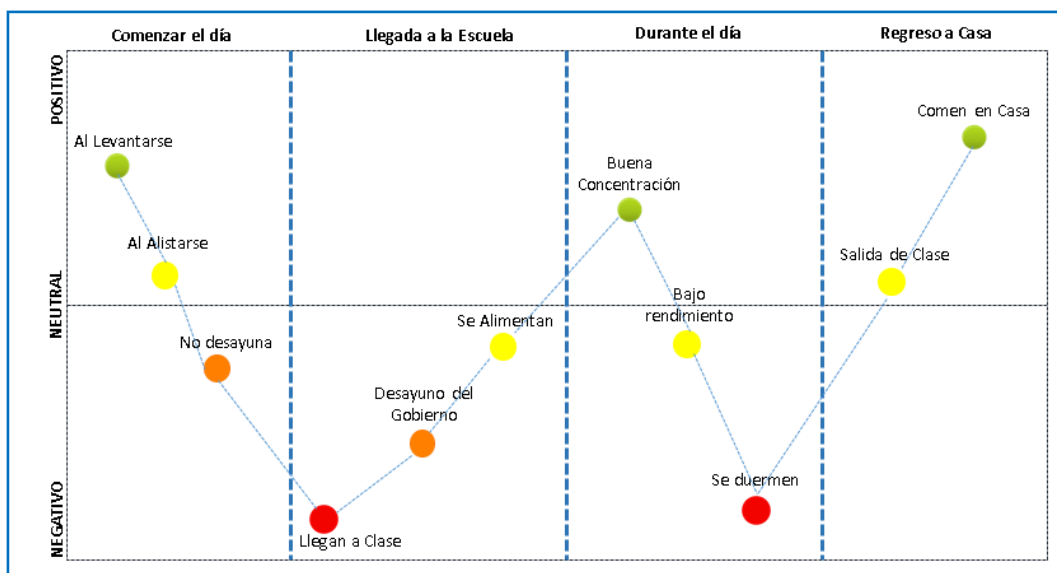 Comenzar el día
Llegada a la Escuela
Durante el día
Regreso a Casa
POSITIVO
NEUTRAL
NEGATIVO
Al Levantarse
Al Alistarse
No desayuna
Llegan a Clase
Desayuno del
Gobierno
Se Alimentan
Buena
Concentración
Bajo
rendimiento
Se duermen
Salida de Clase
Comen en Casa